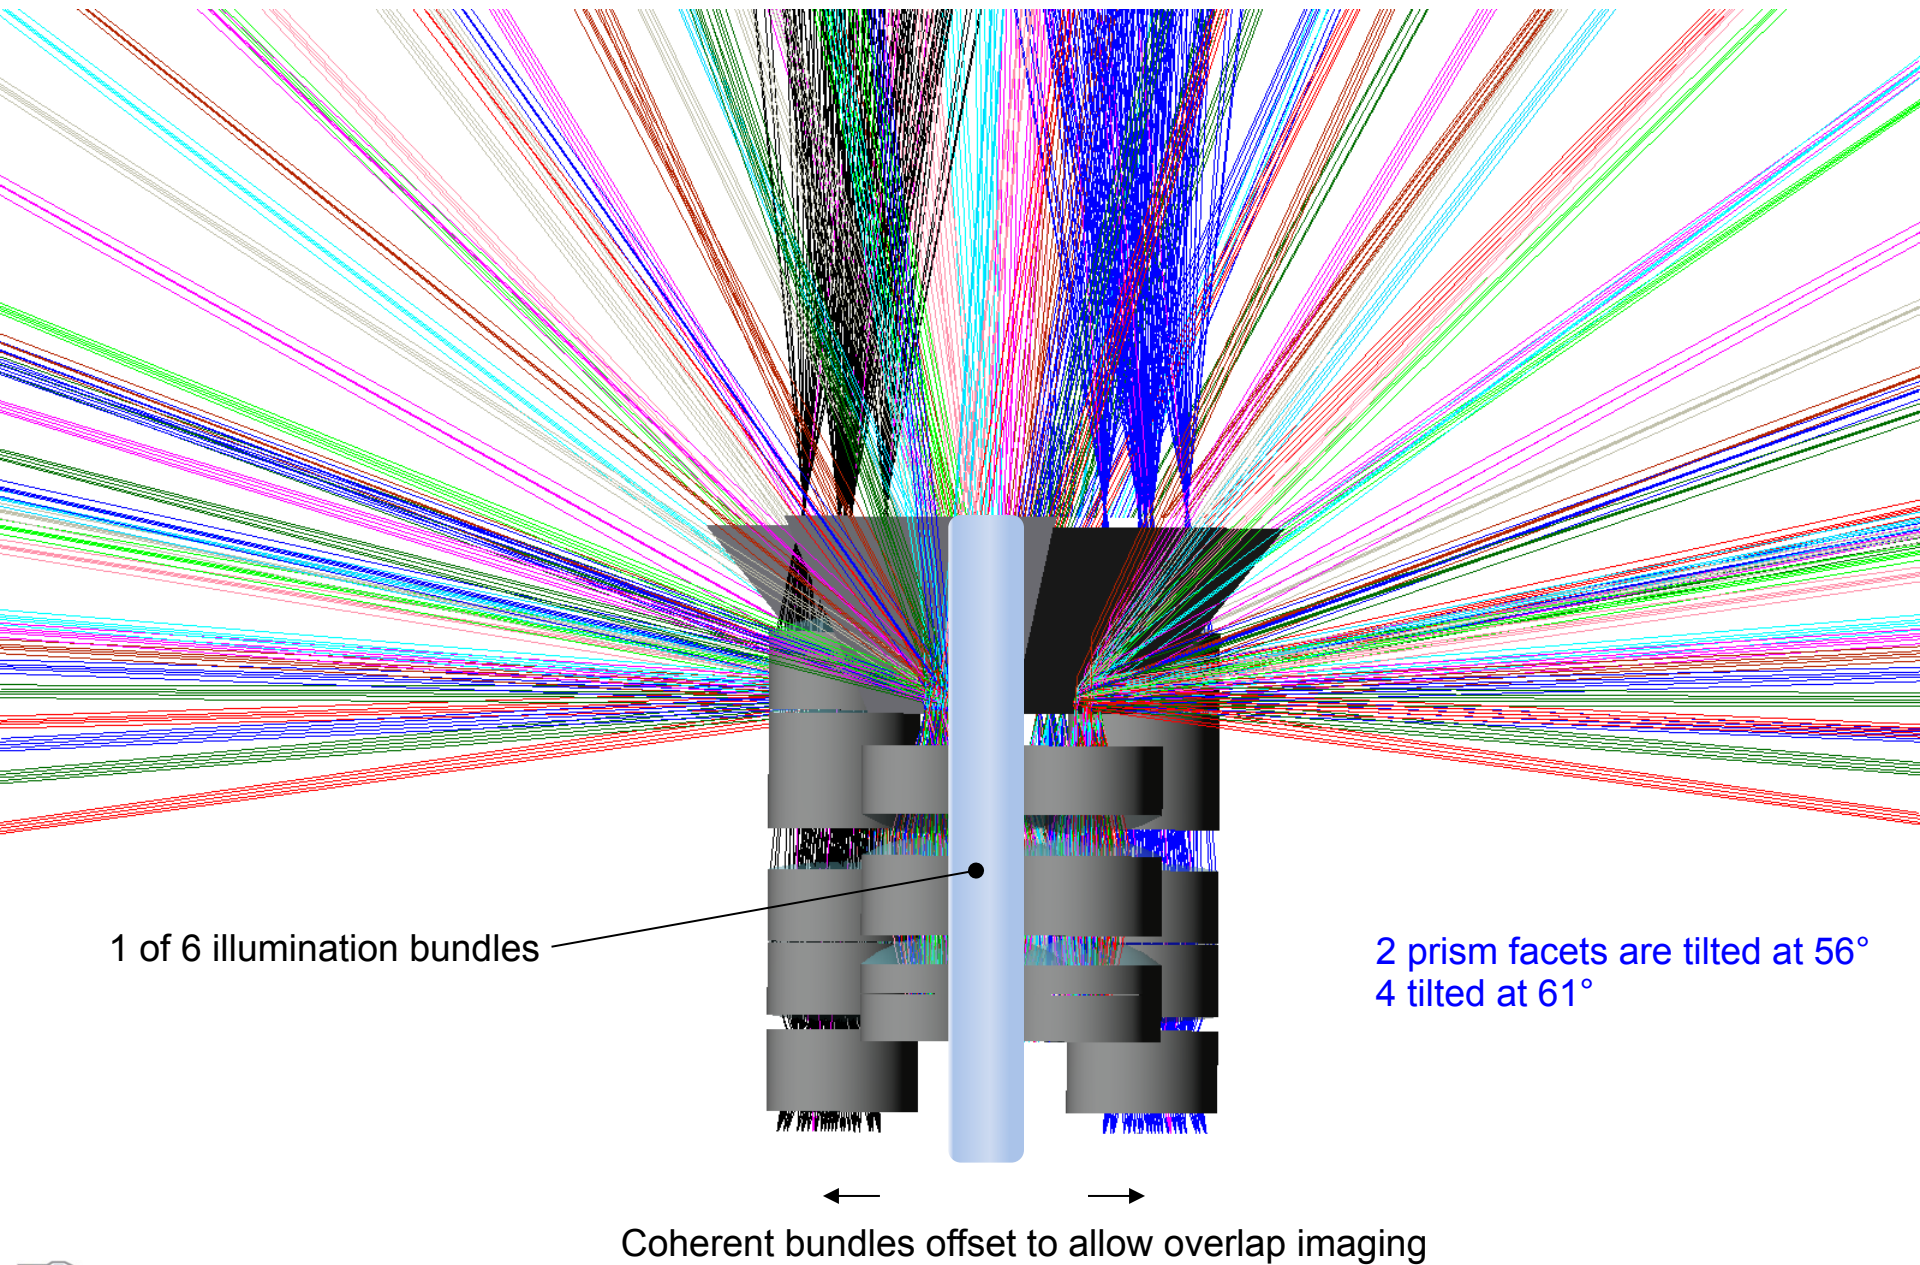 1 of 6 illumination bundles
2 prism facets are tilted at 56°
4 tilted at 61°
Coherent bundles offset to allow overlap imaging